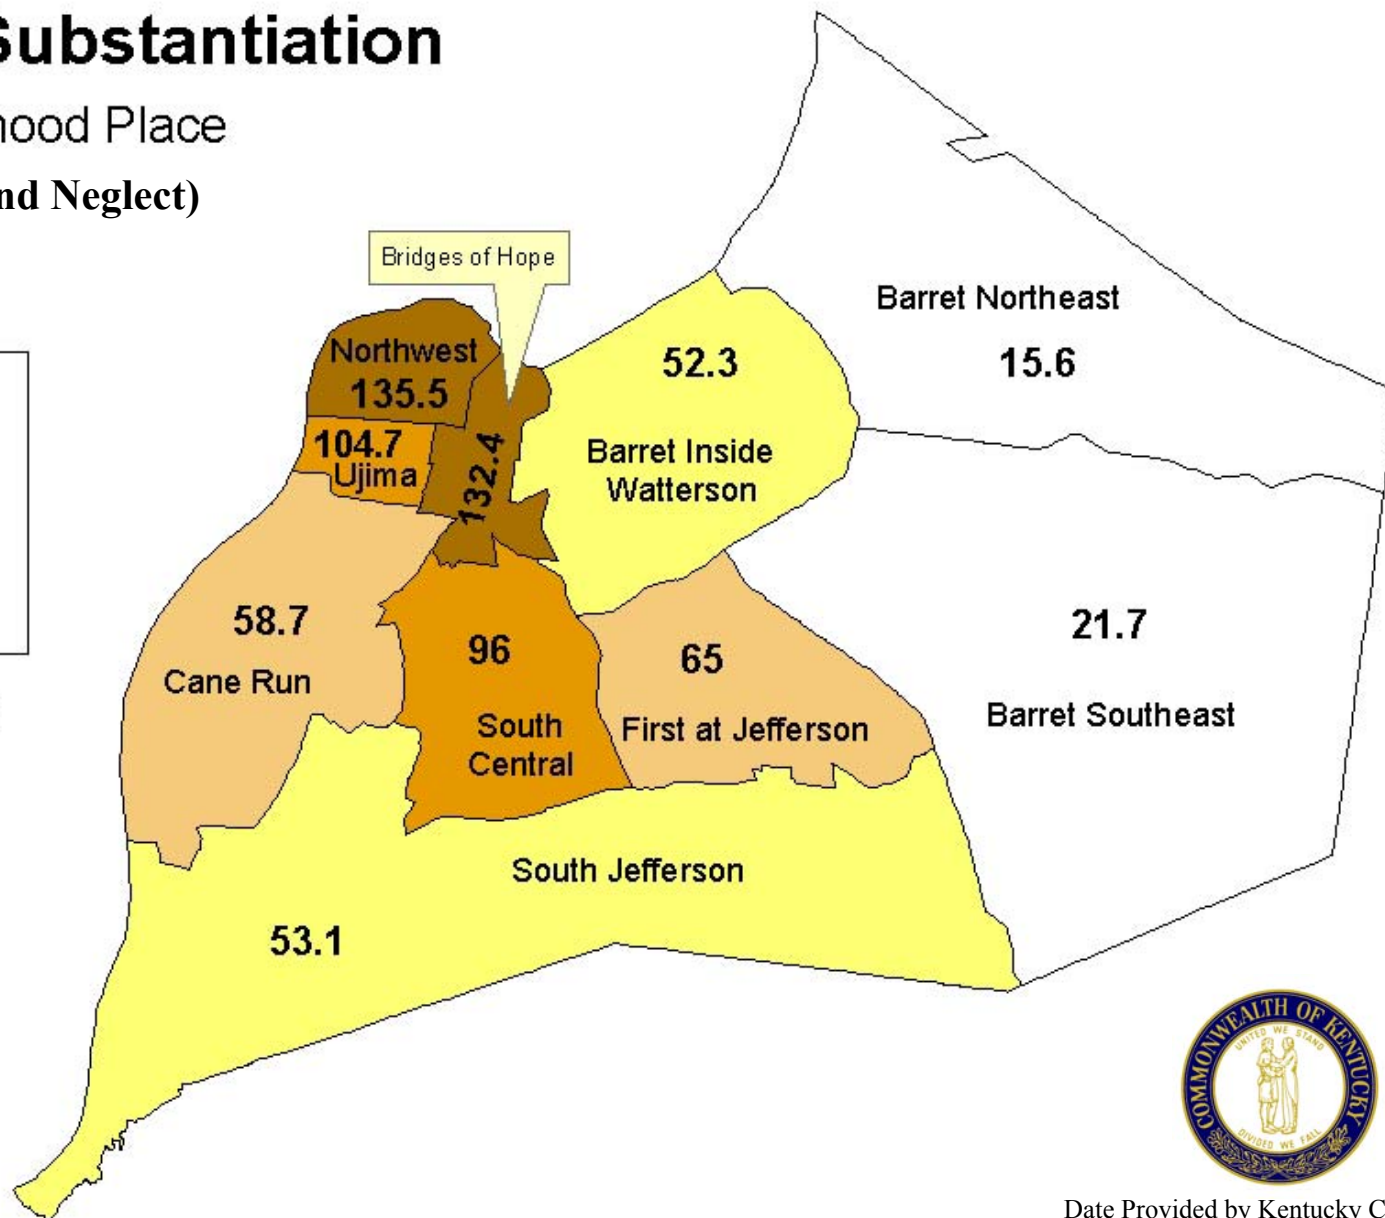 Substantiation
hood Place
nd Neglect)
Bridges of Hope
Barret Northeast
15.6
Northwest
135.5
52.3
104.7
Ujima
132.4
Barret Inside
Watterson
58.7
Cane Run
96
South
Central
65
First at Jefferson
21.7
Barret Southeast
South Jefferson
53.1
COMMONWEALTH OF KENTUCKY
UNITED WE STAND
DIVIDED WE FALL
Date Provided by Kentucky C